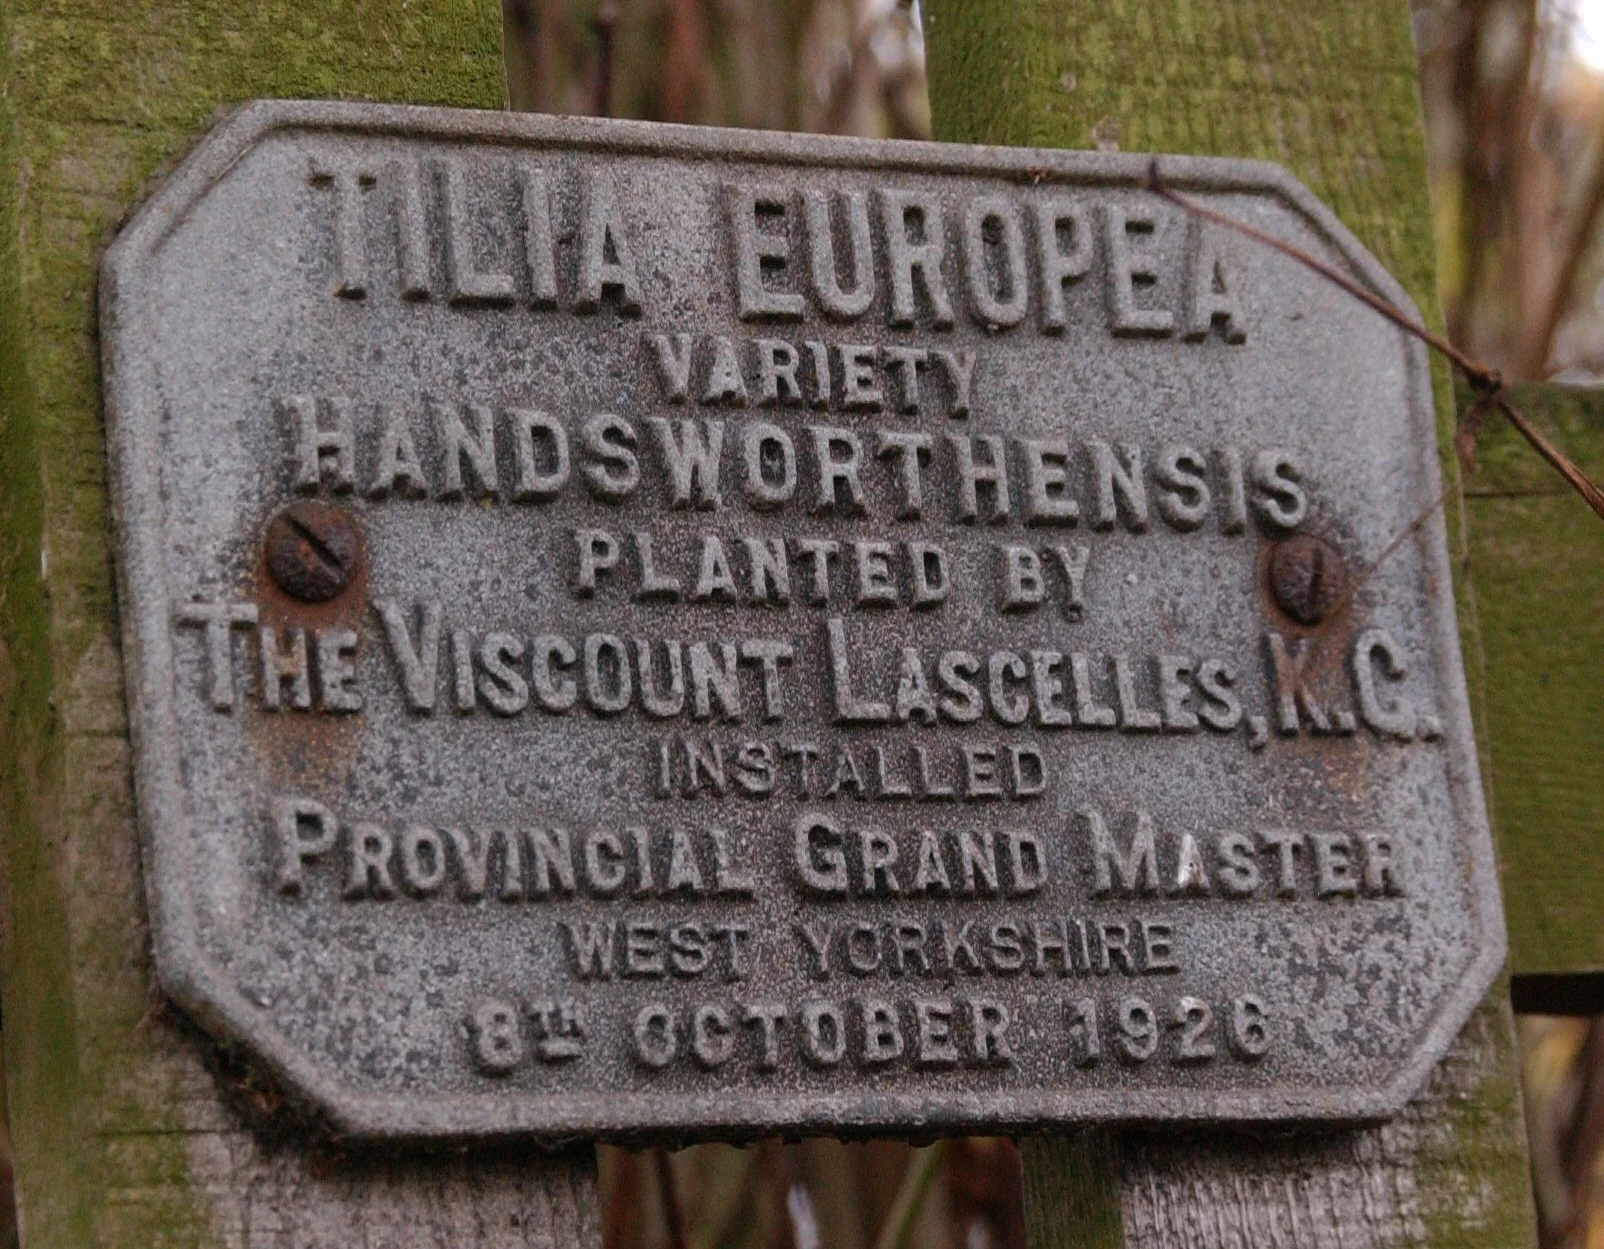 TILIA EUROPEA
VARIETY
HANDSWORTHENSIS
PLANTED BY
THE VISCOUNT LASCELLES, K.G.
INSTALLED
PROVINCIAL GRAND MASTER
WEST YORKSHIRE
8TH OCTOBER 1926